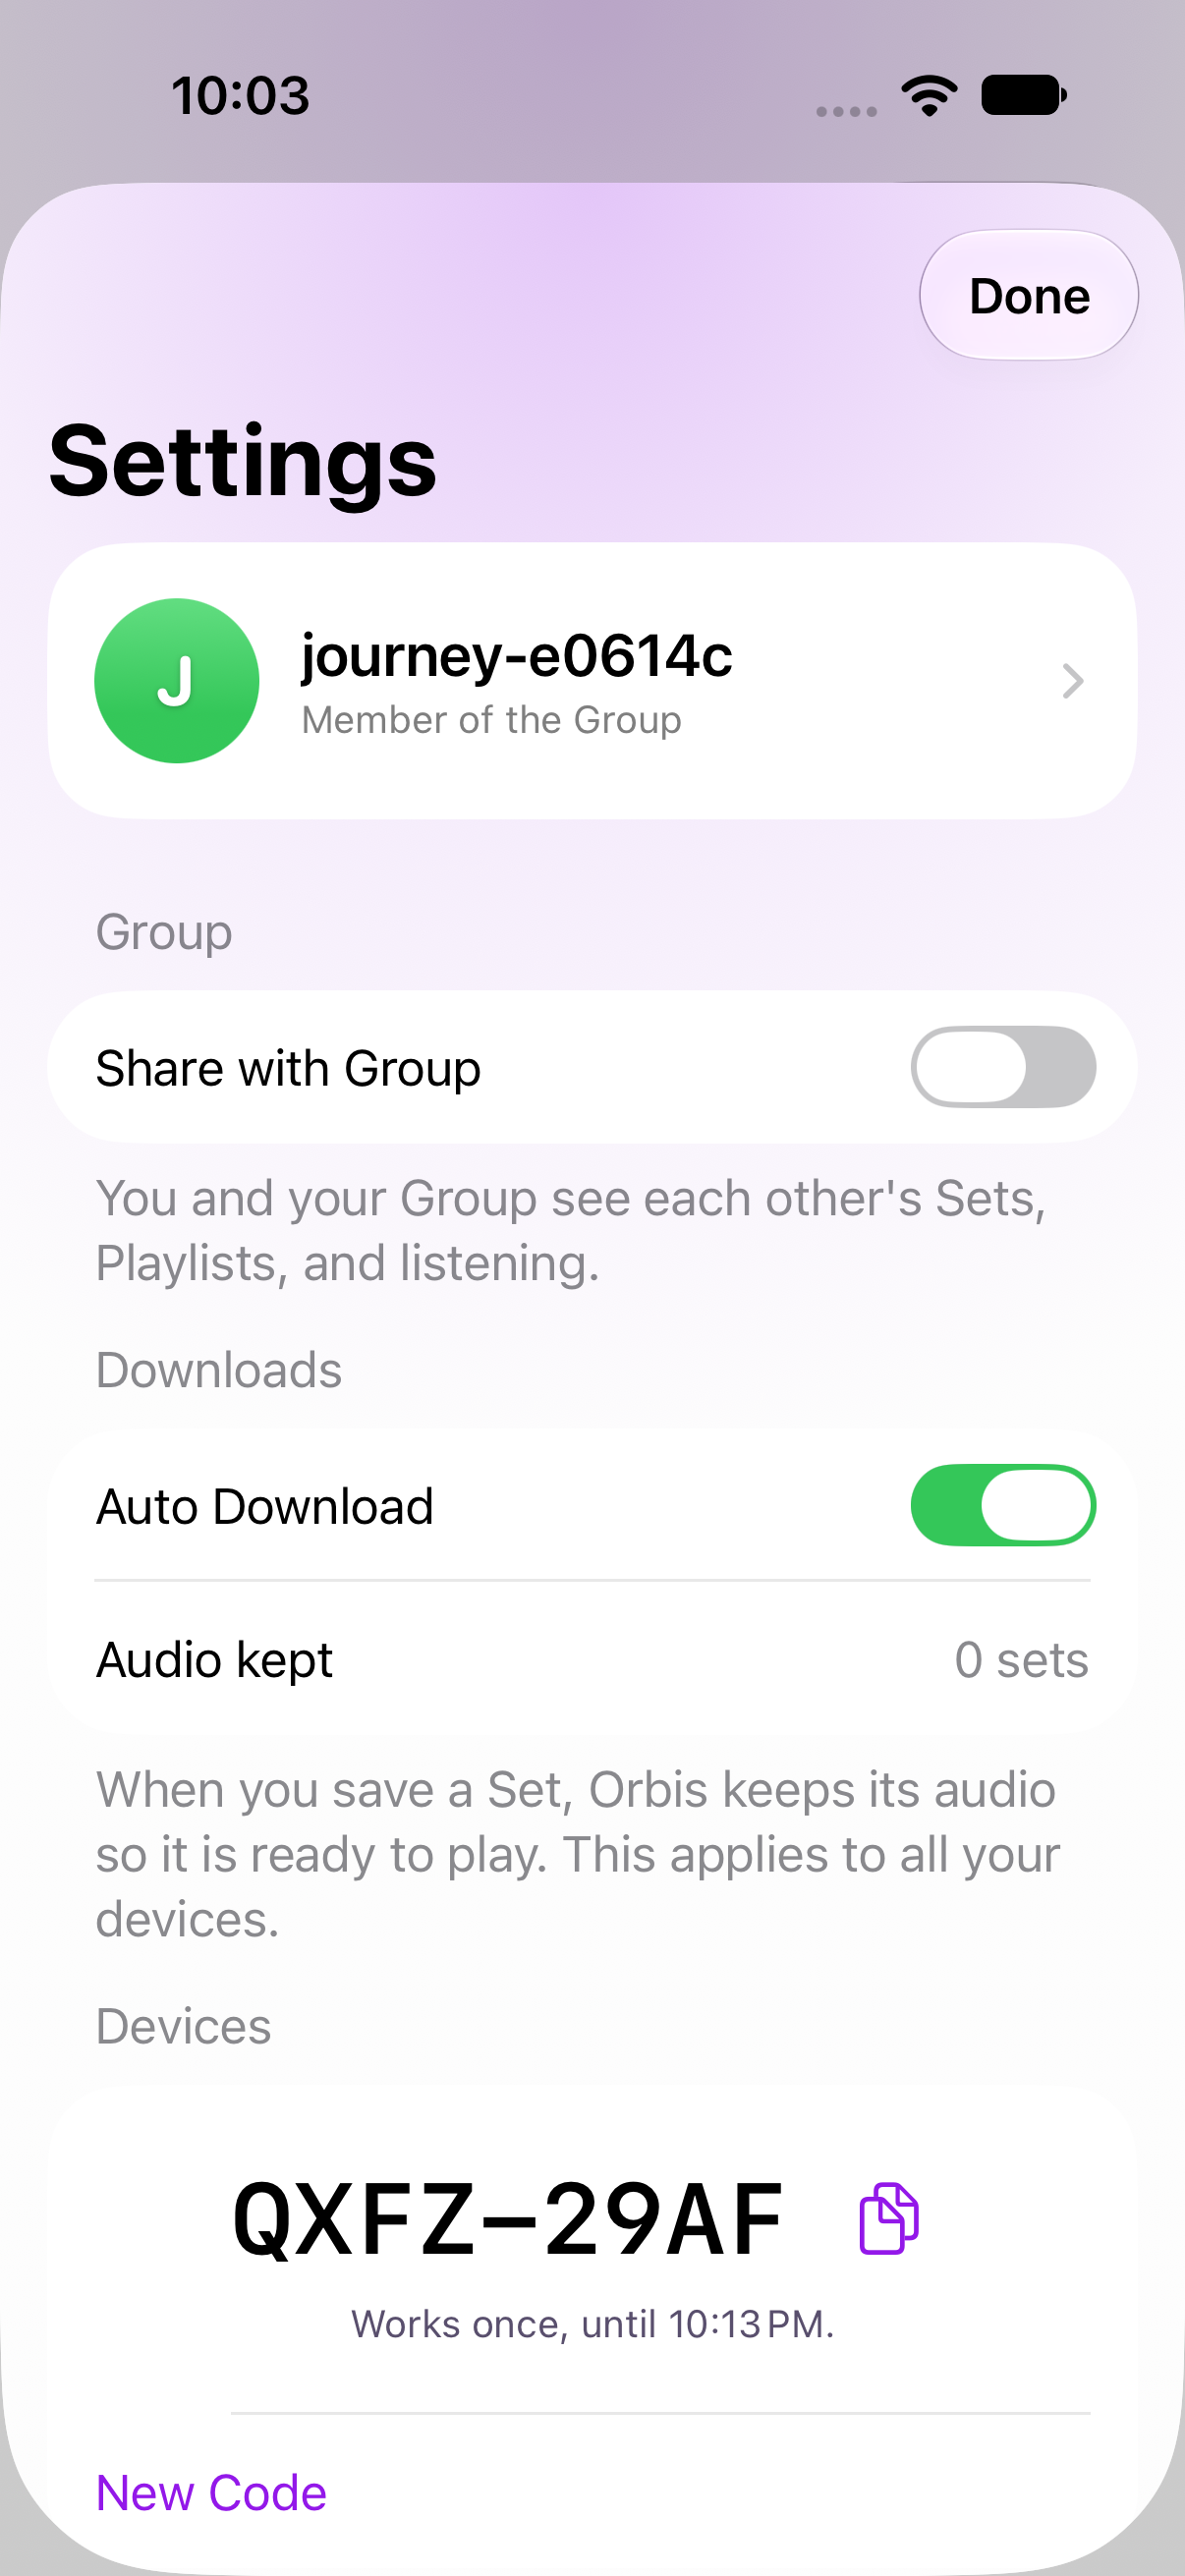 10:03
Done
Settings
J
journey-e0614c
Member of the Group
Group
Share with Group
You and your Group see each other's Sets,
Playlists, and listening.
Downloads
Auto Download
Audio kept
0 sets
When you save a Set, Orbis keeps its audio
so it is ready to play. This applies to all your
devices.
Devices
QXFZ–29AF
Works once, until 10:13 PM.
New Code